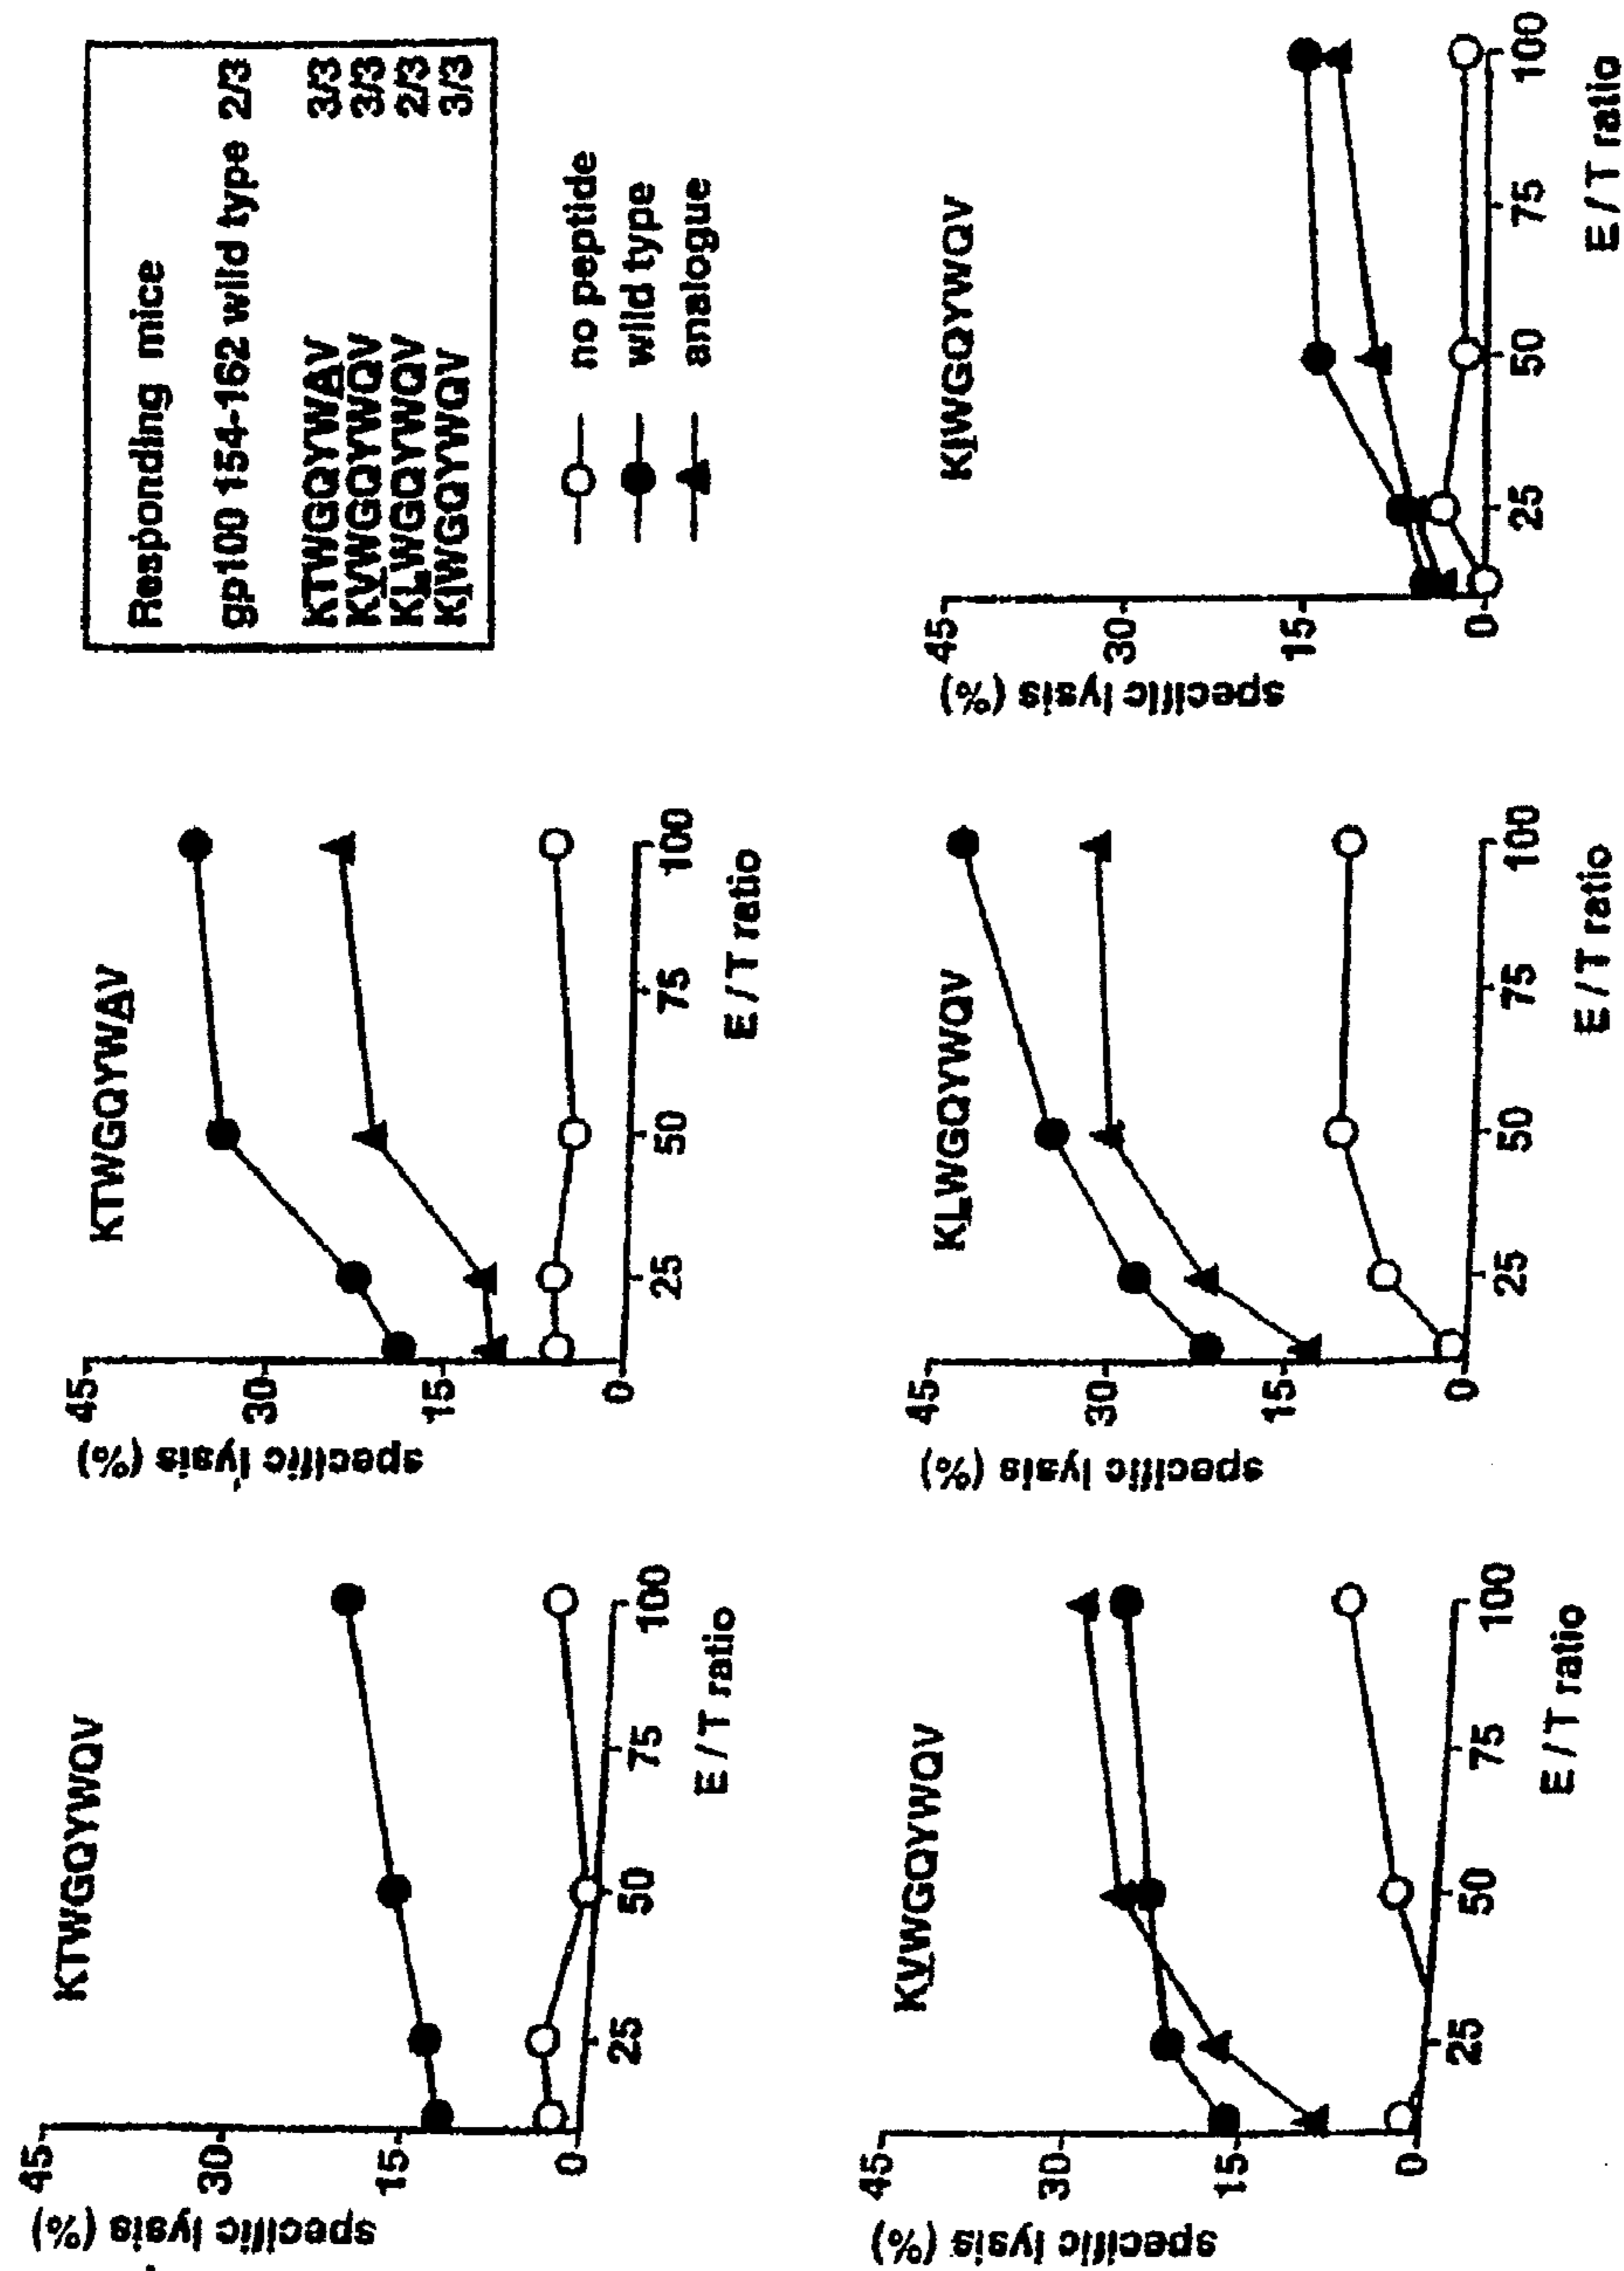 KTWGQYWQV
specific lysis (%)
45
30
15
0
25
50
75
100
E / T ratio
KTWGQYWAV
specific lysis (%)
45
30
15
0
25
50
75
100
E / T ratio
Responding mice
gp100 154-162 wild type 2/3
KTWGQYWAV 3/3
KVWGQYWQV 3/3
KLWGQYWQV 2/3
KIWGQYWQV 3/3
no peptide
wild type
analogue
KVWGQYWQV
specific lysis (%)
45
30
15
0
25
50
75
100
E / T ratio
KLWGQYWQV
specific lysis (%)
45
30
15
0
25
50
75
100
E / T ratio
KIWGQYWQV
specific lysis (%)
45
30
15
0
25
50
75
100
E / T ratio